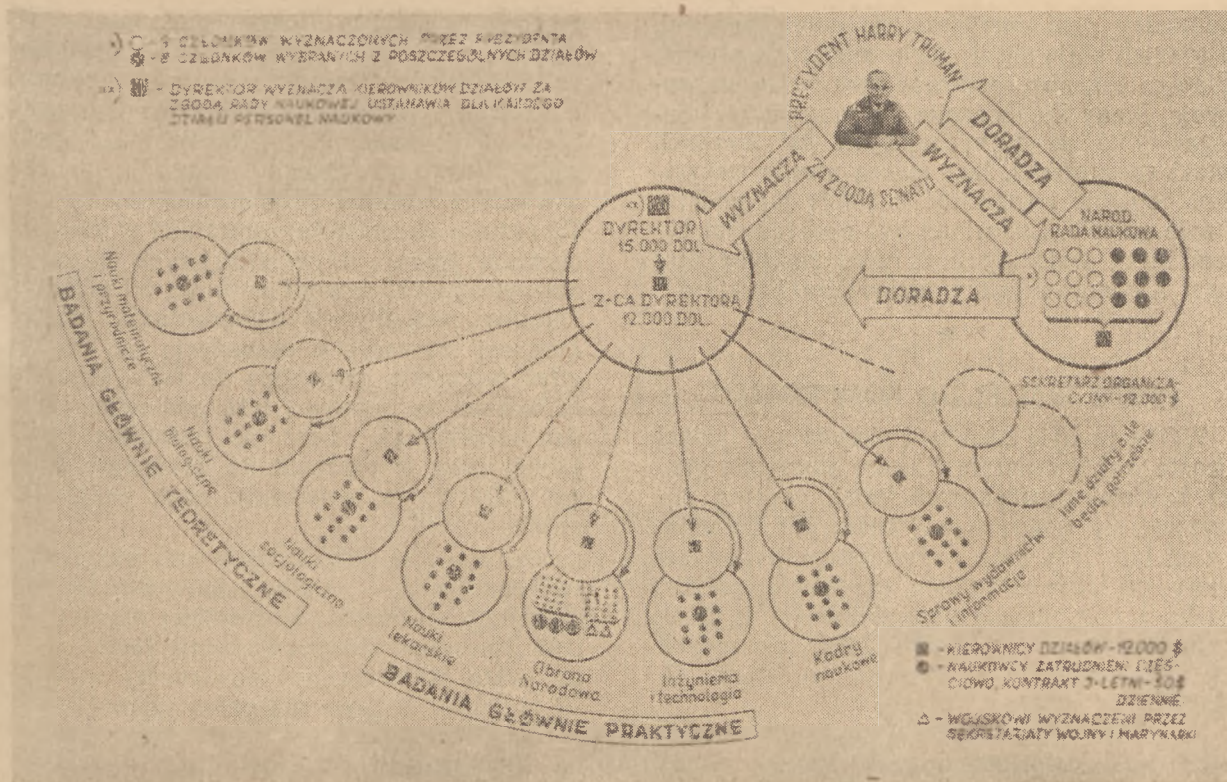 *) ○ - 9 CZŁONKÓW WYZNACZONYCH PRZEZ PREZYDENTA
- 8 CZŁONKÓW WYBRANYCH Z POSZCZEGÓLNYCH DZIAŁÓW
**) - DYREKTOR WYZNACZA KIEROWNIKÓW DZIAŁÓW ZA
ZGODĄ RADY NAUKOWEJ USTANAWIA DLA KAŻDEGO
DZIAŁU PERSONEL NAUKOWY
PREZYDENT HARRY TRUMAN
WYZNACZA
ZA ZGODĄ SENATU
WYZNACZA
DORADZA
NAROD.
RADA NAUKOWA
*)
DORADZA
SEKRETARZ ORGANIZA-
CYJNY - 12.000 $
**)
DYREKTOR
15.000 DOL.
Z-CA DYREKTORA
12.000 DOL.
Nauki matematyczne
i przyrodnicze
Nauki
biologiczne
Nauki
socjologiczne
BADANIA GŁÓWNIE TEORETYCZNE
Nauki
lekarskie
Obrona
Narodowa
Inżynieria
i technologia
BADANIA GŁÓWNIE PRAKTYCZNE
Kadry
naukowe
Sprawy wydawnictw
i informacja
Inne działy o ile
będą potrzebne
- KIEROWNICY DZIAŁÓW - 12.000 $
- NAUKOWCY ZATRUDNIENI CZĘŚ-
CIOWO, KONTRAKT 3-LETNI - 50 $
DZIENNIE
△ - WOJSKOWI WYZNACZENI PRZEZ
SEKRETARIATY WOJNY I MARYNARKI